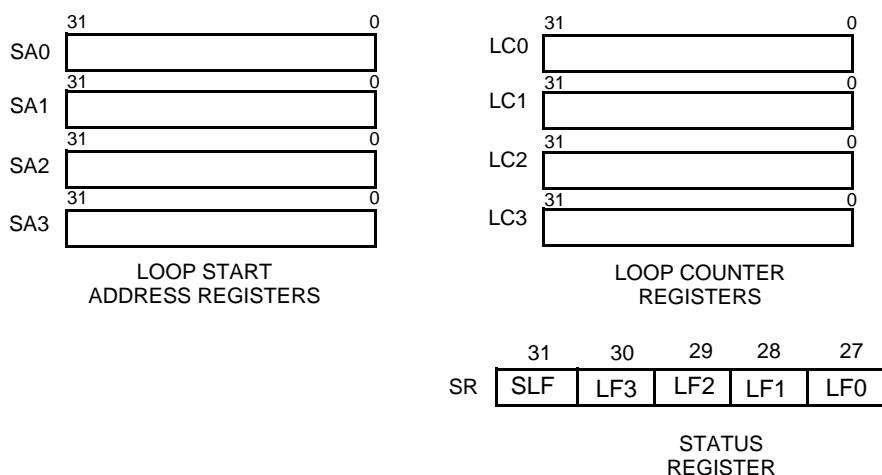 31 0
SA0
31 0
SA1
31 0
SA2
31 0
SA3
LOOP START
ADDRESS REGISTERS
31 0
LC0
31 0
LC1
31 0
LC2
31 0
LC3
LOOP COUNTER
REGISTERS
31 30 29 28 27
SR SLF LF3 LF2 LF1 LF0
STATUS
REGISTER